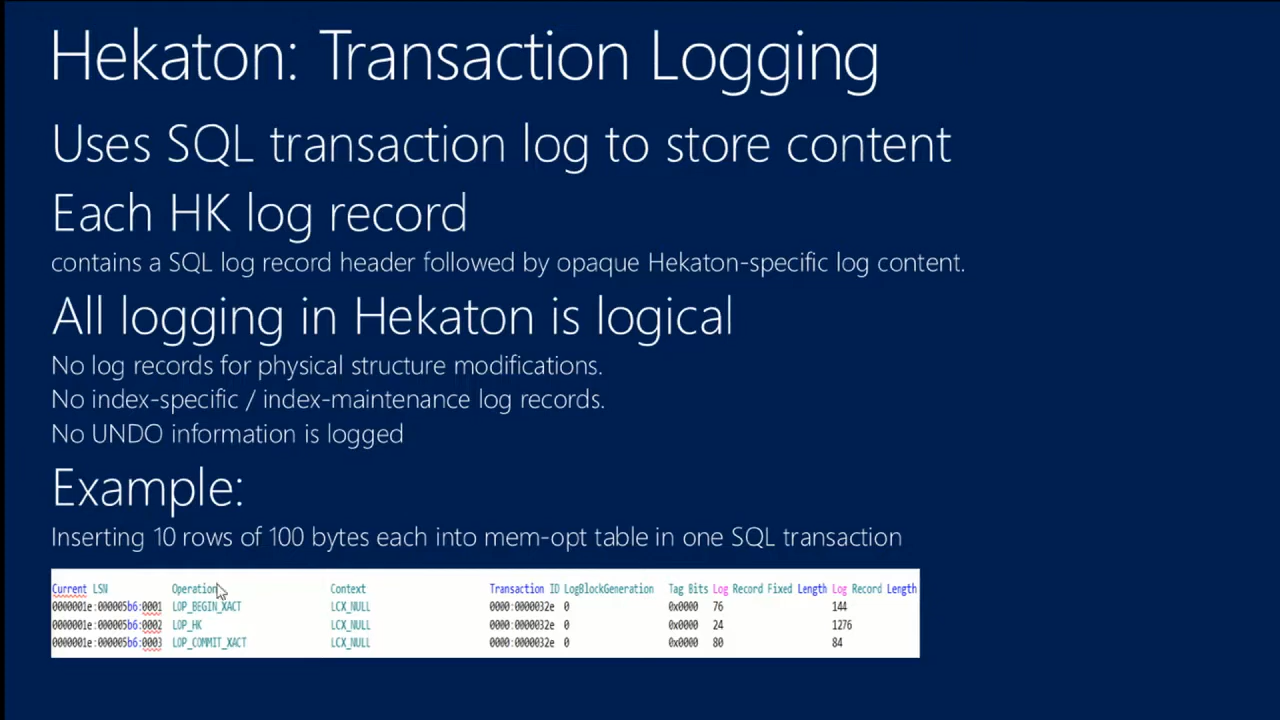 Hekaton: Transaction Logging
Uses SQL transaction log to store content
Each HK log record
contains a SQL log record header followed by opaque Hekaton-specific log content.
All logging in Hekaton is logical
No log records for physical structure modifications.
No index-specific / index-maintenance log records.
No UNDO information is logged
Example:
Inserting 10 rows of 100 bytes each into mem-opt table in one SQL transaction
Current LSN Operation Context Transaction ID LogBlockGeneration Tag Bits Log Record Fixed Length Log Record Length
0000001e:000005b6:0001 LOP_BEGIN_XACT LCX_NULL 0000:0000032e 0 0x0000 76 144
0000001e:000005b6:0002 LOP_HK LCX_NULL 0000:0000032e 0 0x0000 24 1276
0000001e:000005b6:0003 LOP_COMMIT_XACT LCX_NULL 0000:0000032e 0 0x0000 80 84